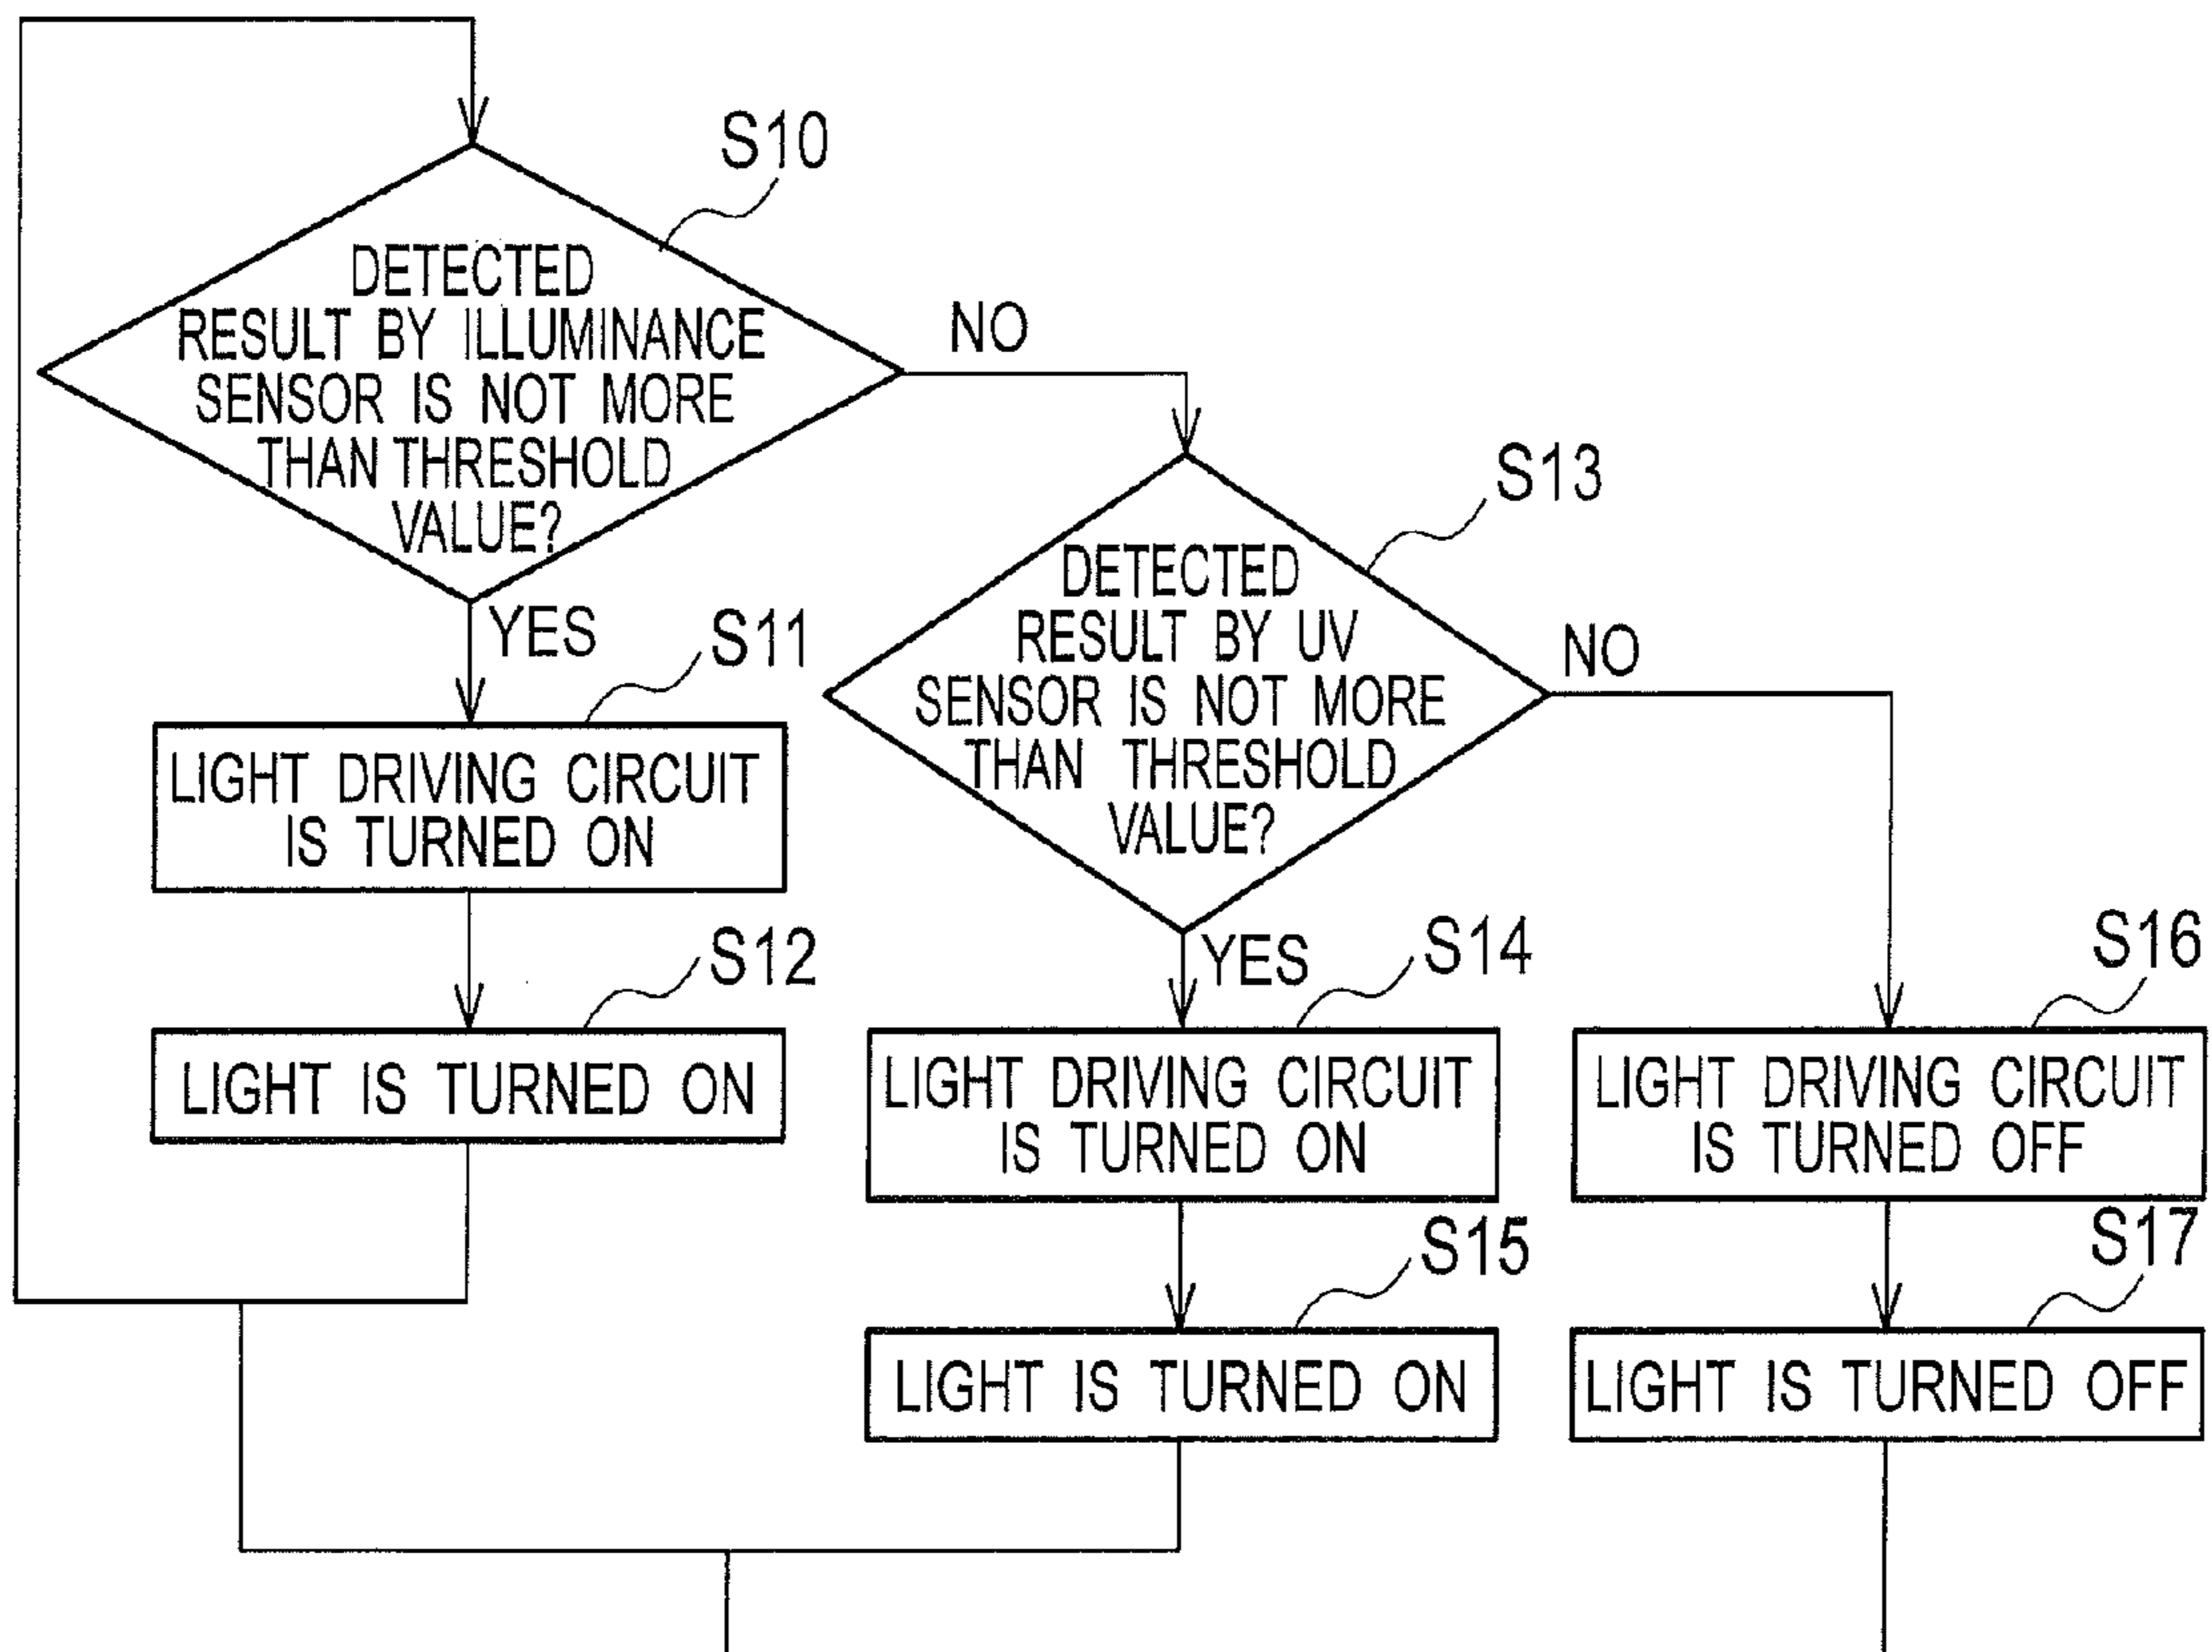 S10
DETECTED
RESULT BY ILLUMINANCE
SENSOR IS NOT MORE
THAN THRESHOLD
VALUE?
NO
YES
S11
LIGHT DRIVING CIRCUIT
IS TURNED ON
S12
LIGHT IS TURNED ON
S13
DETECTED
RESULT BY UV
SENSOR IS NOT MORE
THAN THRESHOLD
VALUE?
NO
YES
S14
LIGHT DRIVING CIRCUIT
IS TURNED ON
S15
LIGHT IS TURNED ON
S16
LIGHT DRIVING CIRCUIT
IS TURNED OFF
S17
LIGHT IS TURNED OFF